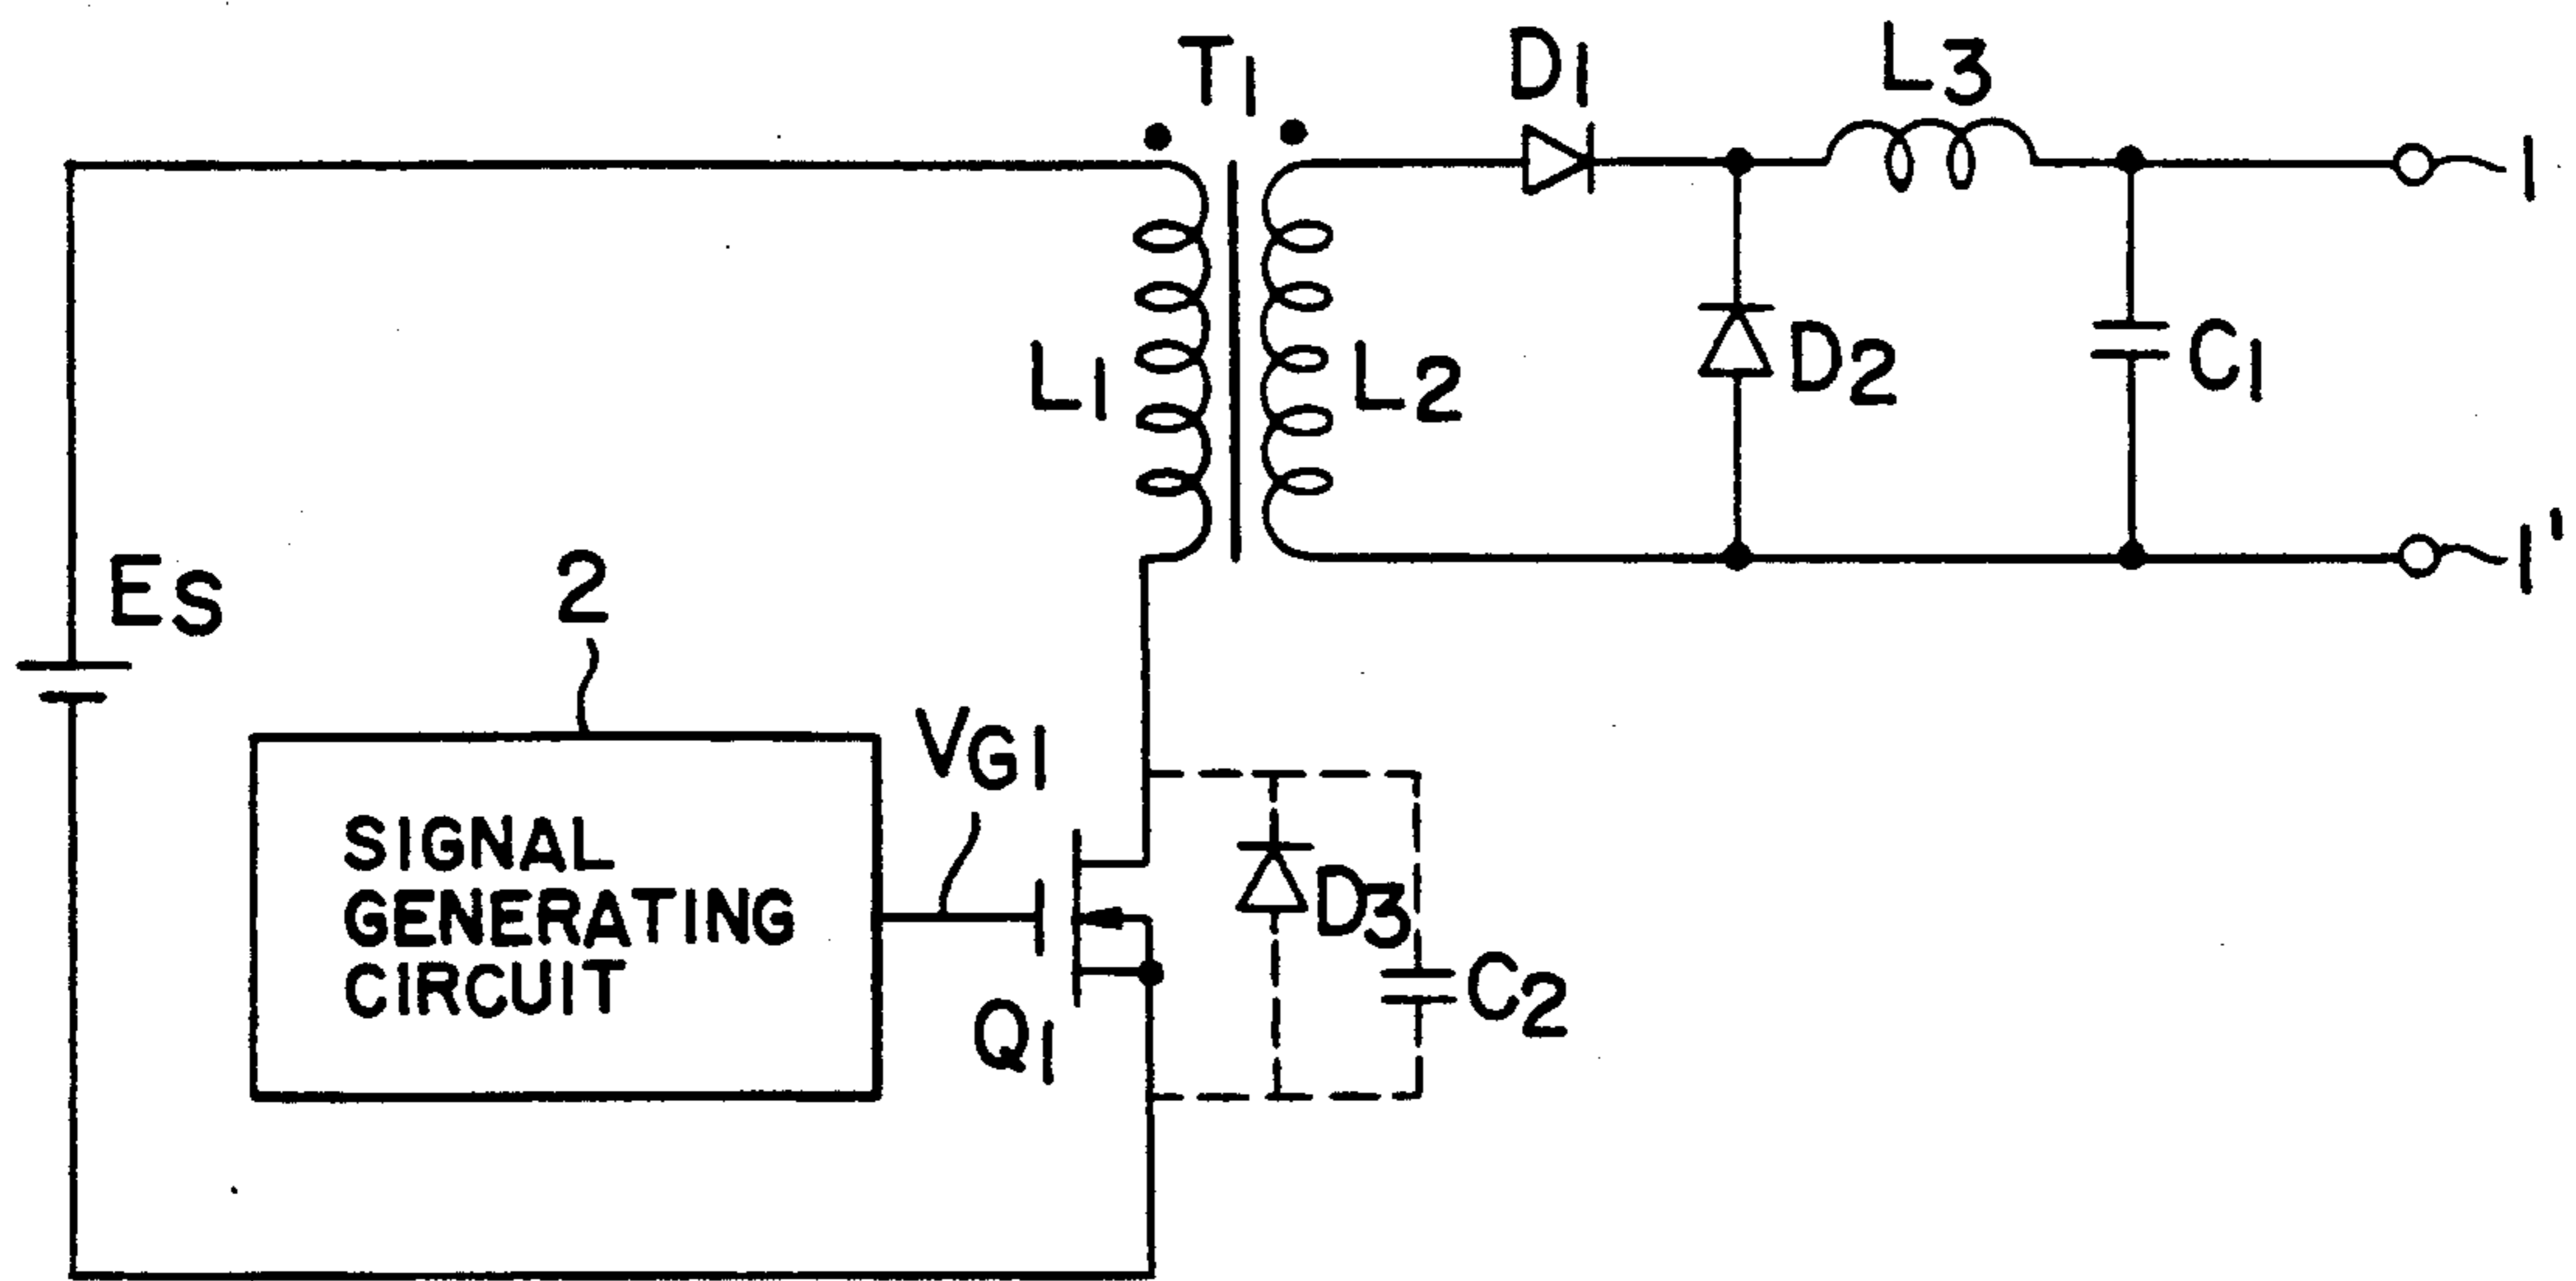 T1
D1
L3
1
L1
L2
D2
C1
ES
2
1'
VG1
SIGNAL
GENERATING
CIRCUIT
D3
Q1
C2